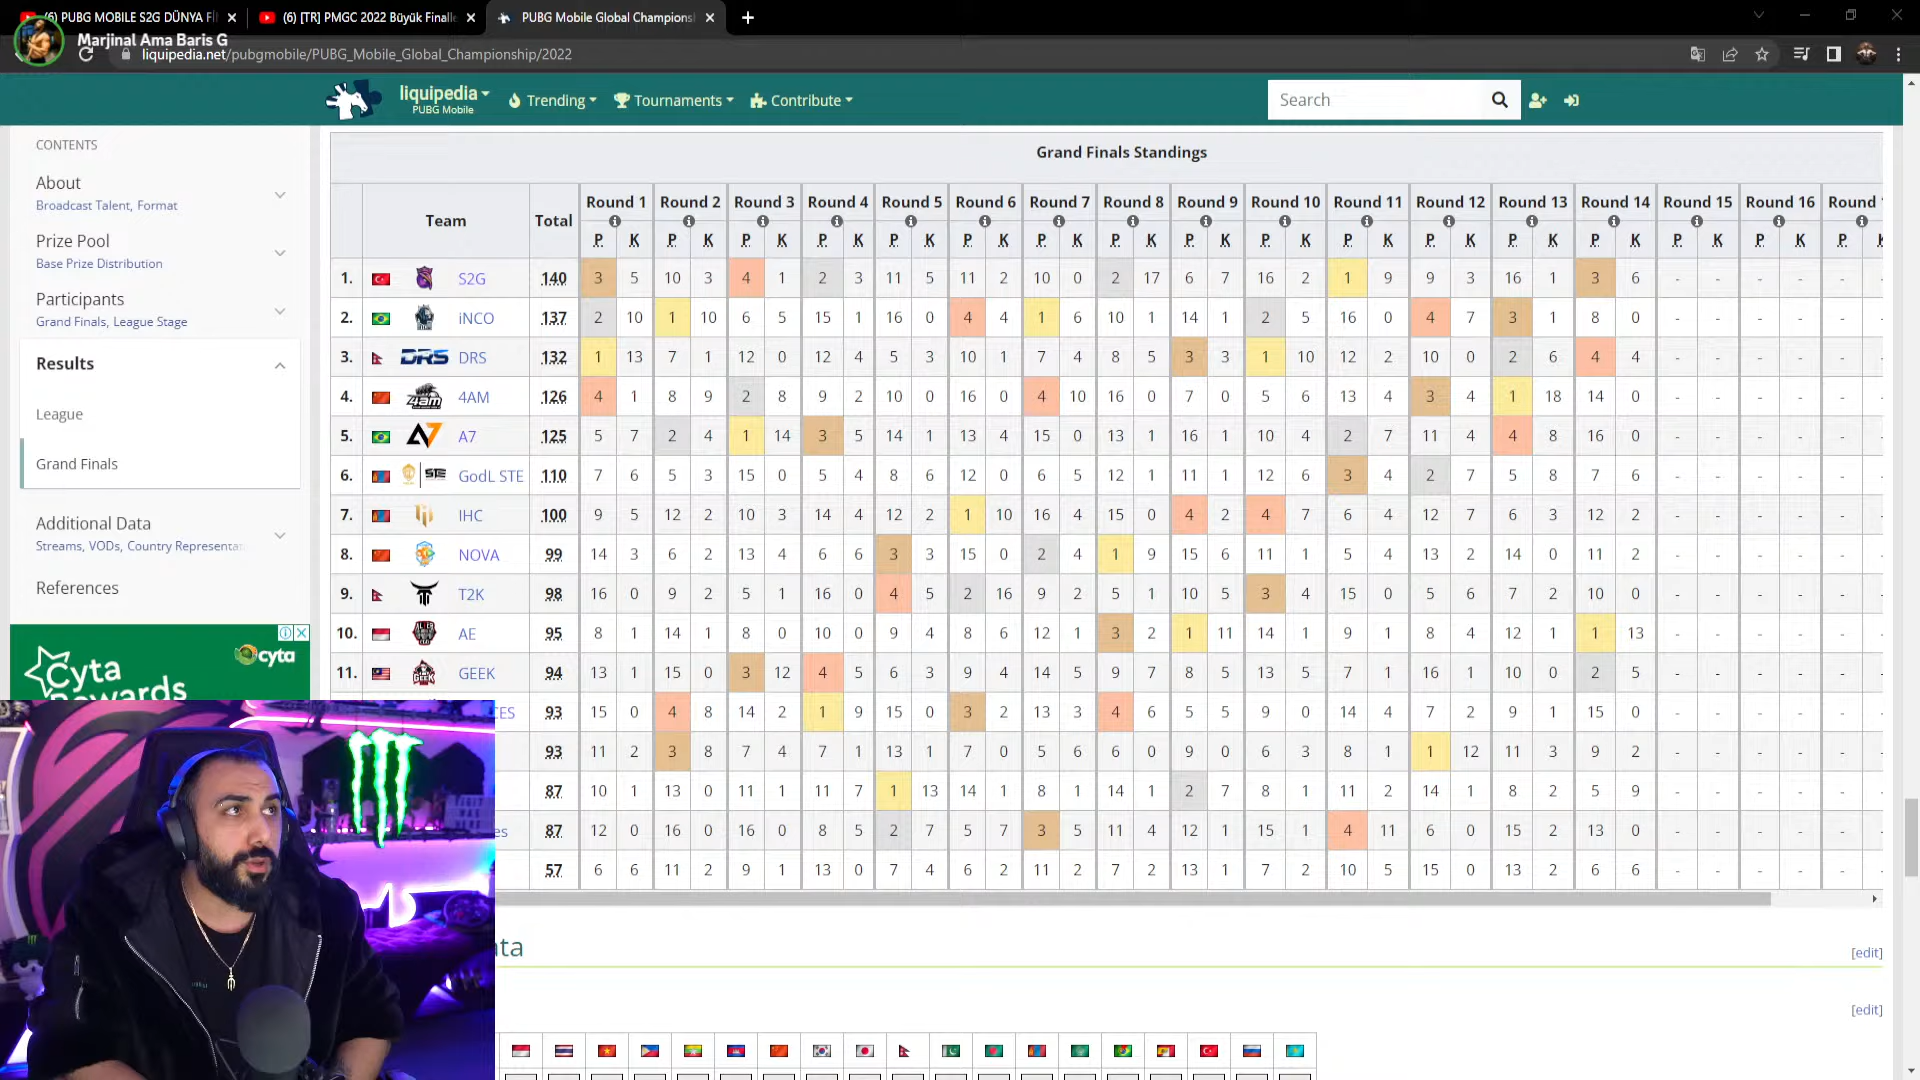 (6) PUBG MOBILE S2G DÜNYA Fİ
(6) [TR] PMGC 2022 Büyük Finalle
PUBG Mobile Global Champions
Marjinal Ama Baris G
liquipedia.net/pubgmobile/PUBG_Mobile_Global_Championship/2022
liquipedia
PUBG Mobile
Trending
Tournaments
Contribute
Search
CONTENTS
About
Broadcast Talent, Format
Prize Pool
Base Prize Distribution
Participants
Grand Finals, League Stage
Results
League
Grand Finals
Additional Data
Streams, VODs, Country Representat
References
cyta
Cyta
Rewards
Grand Finals Standings
Team Total Round 1 Round 2 Round 3 Round 4 Round 5 Round 6 Round 7 Round 8 Round 9 Round 10 Round 11 Round 12 Round 13 Round 14 Round 15 Round 16 Round
P K P K P K P K P K P K P K P K P K P K P K P K P K P K P K P K P
1. S2G 140 3 5 10 3 4 1 2 3 11 5 11 2 10 0 2 17 6 7 16 2 1 9 9 3 16 1 3 6 - - - - - -
2. iNCO 137 2 10 1 10 6 5 15 1 16 0 4 4 1 6 10 1 14 1 2 5 16 0 4 7 3 1 8 0 - - - - - -
3. DRS DRS 132 1 13 7 1 12 0 12 4 5 3 10 1 7 4 8 5 3 3 1 10 12 2 10 0 2 6 4 4 - - - - - -
4. 4am 4AM 126 4 1 8 9 2 8 9 2 10 0 16 0 4 10 16 0 7 0 5 6 13 4 3 4 1 18 14 0 - - - - - -
5. A7 A7 125 5 7 2 4 1 14 3 5 14 1 13 4 15 0 13 1 16 1 10 4 2 7 11 4 4 8 16 0 - - - - - -
6. STE GodL STE 110 7 6 5 3 15 0 5 4 8 6 12 0 6 5 12 1 11 1 12 6 3 4 2 7 5 8 7 6 - - - - - -
7. IHC 100 9 5 12 2 10 3 14 4 12 2 1 10 16 4 15 0 4 2 4 7 6 4 12 7 6 3 12 2 - - - - - -
8. NOVA 99 14 3 6 2 13 4 6 6 3 3 15 0 2 4 1 9 15 6 11 1 5 4 13 2 14 0 11 2 - - - - - -
9. T2K 98 16 0 9 2 5 1 16 0 4 5 2 16 9 2 5 1 10 5 3 4 15 0 5 6 7 2 10 0 - - - - - -
10. AE 95 8 1 14 1 8 0 10 0 9 4 8 6 12 1 3 2 1 11 14 1 9 1 8 4 12 1 1 13 - - - - - -
11. GEEK GEEK 94 13 1 15 0 3 12 4 5 6 3 9 4 14 5 9 7 8 5 13 5 7 1 16 1 10 0 2 5 - - - - - -
CES 93 15 0 4 8 14 2 1 9 15 0 3 2 13 3 4 6 5 5 9 0 14 4 7 2 9 1 15 0 - - - - - -
93 11 2 3 8 7 4 7 1 13 1 7 0 5 6 6 0 9 0 6 3 8 1 1 12 11 3 9 2 - - - - - -
87 10 1 13 0 11 1 11 7 1 13 14 1 8 1 14 1 2 7 8 1 11 2 14 1 8 2 5 9 - - - - - -
es 87 12 0 16 0 16 0 8 5 2 7 5 7 3 5 11 4 12 1 15 1 4 11 6 0 15 2 13 0 - - - - - -
57 6 6 11 2 9 1 13 0 7 4 6 2 11 2 7 2 13 1 7 2 10 5 15 0 13 2 6 6 - - - - - -
ata
[edit]
[edit]